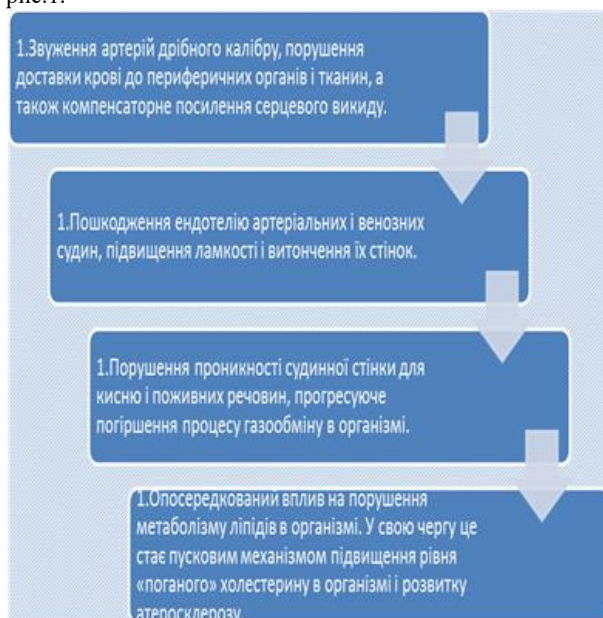 рис.1.
1.Звуження артерій дрібного калібру, порушення
доставки крові до периферичних органів і тканин, а
також компенсаторне посилення серцевого викиду.
1.Пошкодження ендотелію артеріальних і венозних
судин, підвищення ламкості і витончення їх стінок.
1.Порушення проникності судинної стінки для
кисню і поживних речовин, прогресуюче
погіршення процесу газообміну в організмі.
1.Опосередкований вплив на порушення
метаболізму ліпідів в організмі. У свою чергу це
стає пусковим механізмом підвищення рівня
«поганого» холестерину в організмі і розвитку
атеросклерозу.